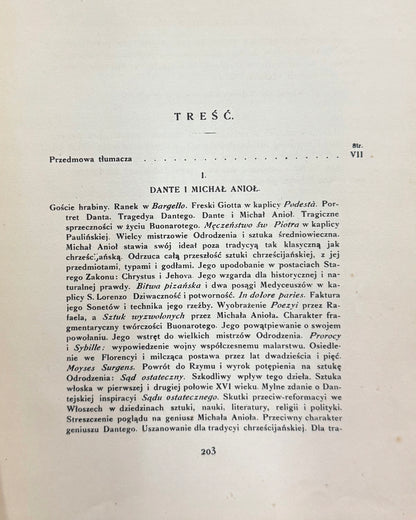 TREŚĆ.
Str.
Przedmowa tłumacza . . . . . . . . . . . . . . . . . VII
I.
DANTE I MICHAŁ ANIOŁ.
Goście hrabiny. Ranek w Bargello. Freski Giotta w kaplicy Podestà. Por-
tret Danta. Tragedya Dantego. Dante i Michał Anioł. Tragiczne
sprzeczności w życiu Buonarotego. Męczeństwo św Piotra w kaplicy
Paulińskiej. Wielcy mistrzowie Odrodzenia i sztuka średniowieczna.
Michał Anioł stawia swój ideał poza tradycyą tak klasyczną jak
chrześcijańską. Odrzuca całą przeszłość sztuki chrześcijańskiej, z jej
przedmiotami, typami i godłami. Jego upodobanie w postaciach Sta-
rego Zakonu: Chrystus i Jehova. Jego wzgarda dla historycznej i na-
turalnej prawdy. Bitwa pizańska i dwa posągi Medyceuszów w ka-
plicy S. Lorenzo Dziwaczność i potworność. In dolore paries. Faktura
jego Sonetów i technika jego rzeźby. Wyobrażenie Poezyi przez Ra-
faela, a Sztuk wyzwolonych przez Michała Anioła. Charakter frag-
mentaryczny twórczości Buonarotego. Jego powątpiewanie o swojem
powołaniu. Jego wstręt do wielkich mistrzów Odrodzenia. Prorocy
i Sybille: wypowiedzenie wojny współczesnemu malarstwu. Osiedle-
nie we Florencyi i milcząca postawa przez lat dwadzieścia i pięć.
Moyses Surgens. Powrót do Rzymu i wyrok potępienia na sztukę
Odrodzenia: Sąd ostateczny. Szkodliwy wpływ tego dzieła. Sztuka
włoska w pierwszej i drugiej połowie XVI wieku. Mylne zdanie o Dan-
tejskiej inspiracyi Sądu ostatecznego. Skutki przeciw-reformacyi we
Włoszech w dziedzinach sztuki, nauki, literatury, religii i polityki.
Streszczenie poglądu na geniusz Michała Anioła. Przeciwny charakter
geniuszu Dantego. Uszanowanie dla tradycyi chrześcijańskiej. Dla tra-
203